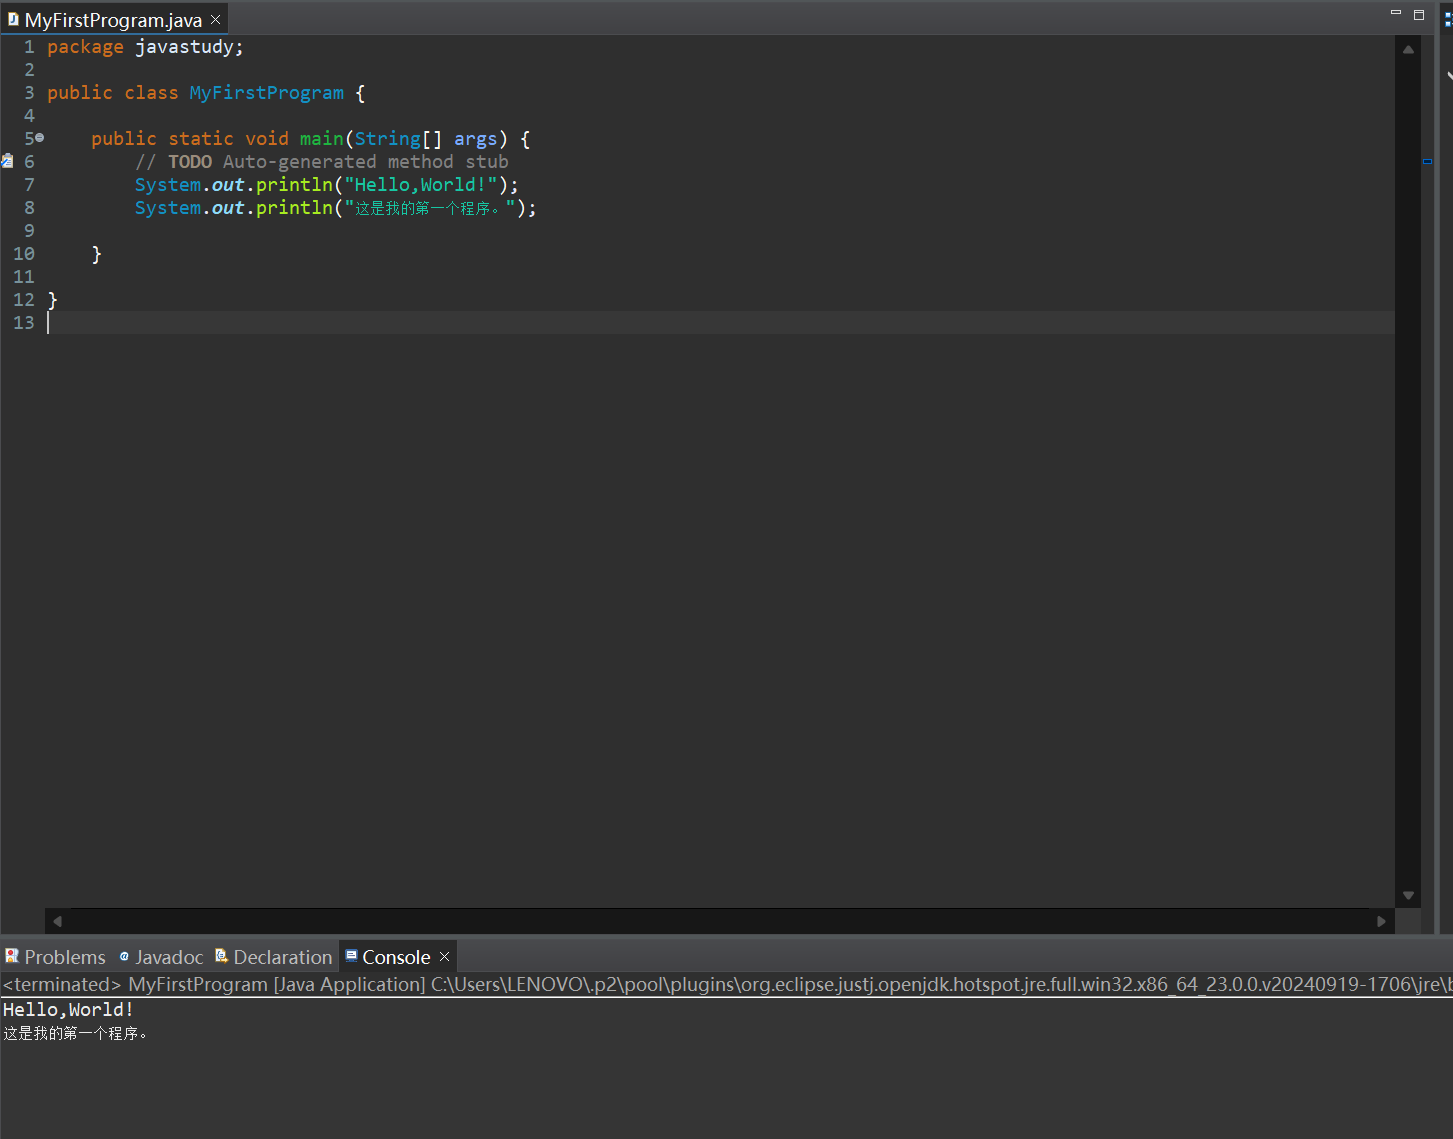 MyFirstProgram.java
1 package javastudy;
2
3 public class MyFirstProgram {
4
5 public static void main(String[] args) {
6 // TODO Auto-generated method stub
7 System.out.println("Hello,World!");
8 System.out.println("这是我的第一个程序。");
9
10 }
11
12 }
13
Problems Javadoc Declaration Console
<terminated> MyFirstProgram [Java Application] C:\Users\LENOVO\.p2\pool\plugins\org.eclipse.justj.openjdk.hotspot.jre.full.win32.x86_64_23.0.0.v20240919-1706\jre\b
Hello,World!
这是我的第一个程序。